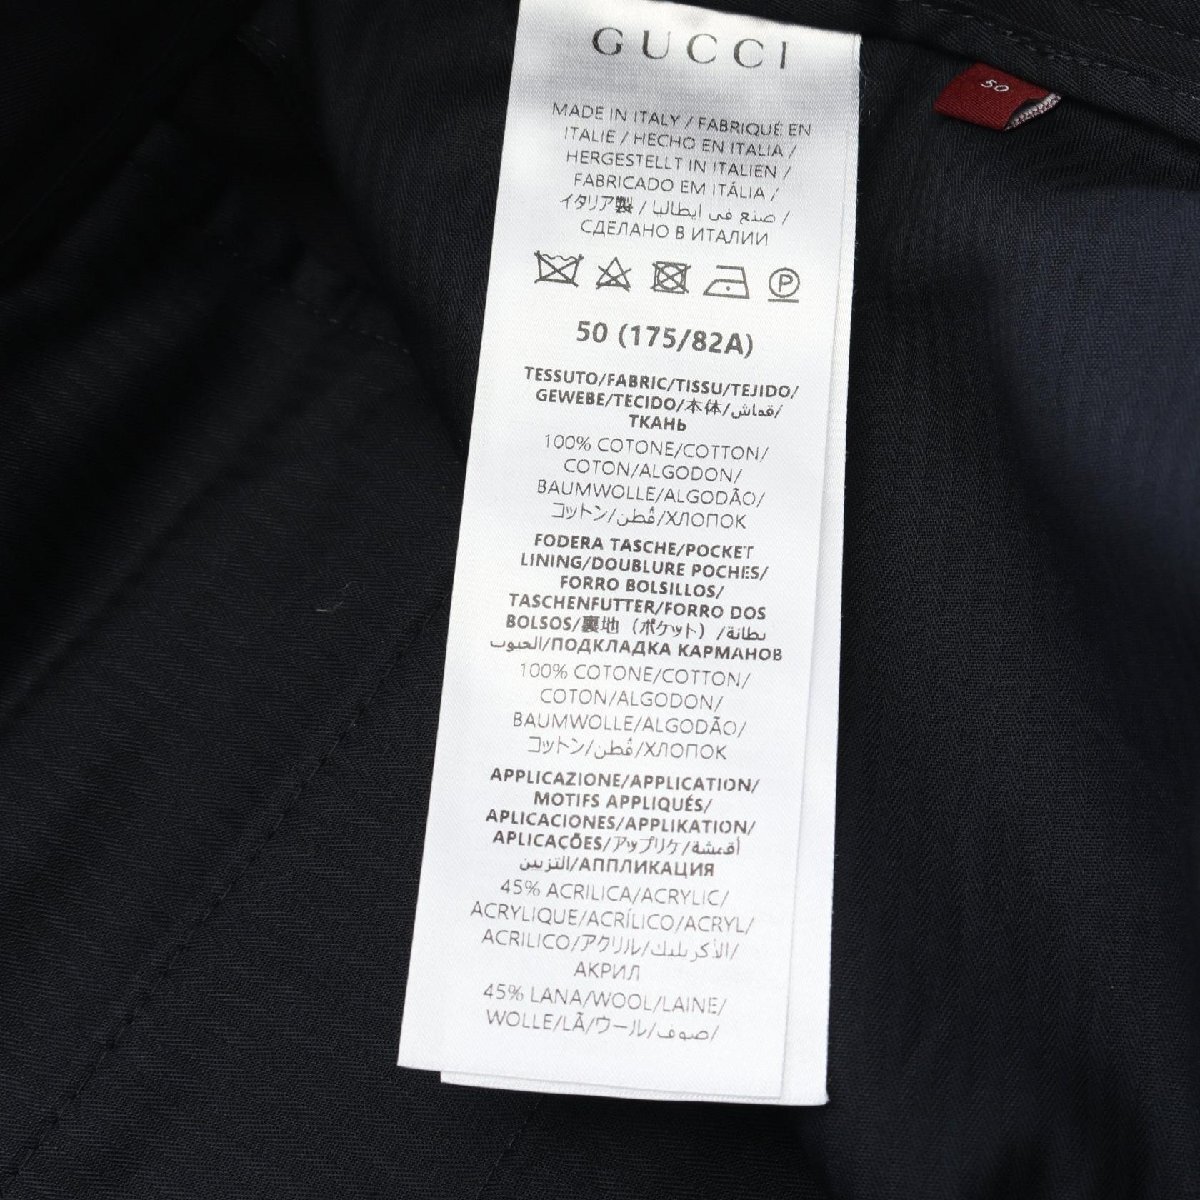 GUCCI
50
MADE IN ITALY / FABRIQUÉ EN
ITALIE / HECHO EN ITALIA /
HERGESTELLT IN ITALIEN /
FABRICADO EM ITÁLIA /
イタリア製 / صنع في ايطاليا /
СДЕЛАНО В ИТАЛИИ
P
50 (175/82A)
TESSUTO/FABRIC/TISSU/TEJIDO/
GEWEBE/TECIDO/本体/قماش/
ТКАНЬ
100% COTONE/COTTON/
COTON/ALGODON/
BAUMWOLLE/ALGODÃO/
コットン/قُطن/ХЛОПОК
FODERA TASCHE/POCKET
LINING/DOUBLURE POCHES/
FORRO BOLSILLOS/
TASCHENFUTTER/FORRO DOS
BOLSOS/裏地（ポケット）/بطانة
الجيوب/ПОДКЛАДКА КАРМАНОВ
100% COTONE/COTTON/
COTON/ALGODON/
BAUMWOLLE/ALGODÃO/
コットン/قُطن/ХЛОПОК
APPLICAZIONE/APPLICATION/
MOTIFS APPLIQUÉS/
APLICACIONES/APPLIKATION/
APLICAÇÕES/アップリケ/أقمشة
التزيين/АППЛИКАЦИЯ
45% ACRILICA/ACRYLIC/
ACRYLIQUE/ACRÍLICO/ACRYL/
ACRILICO/アクリル/الأكريليك/
АКРИЛ
45% LANA/WOOL/LAINE/
WOLLE/LÃ/ウール/صوف/